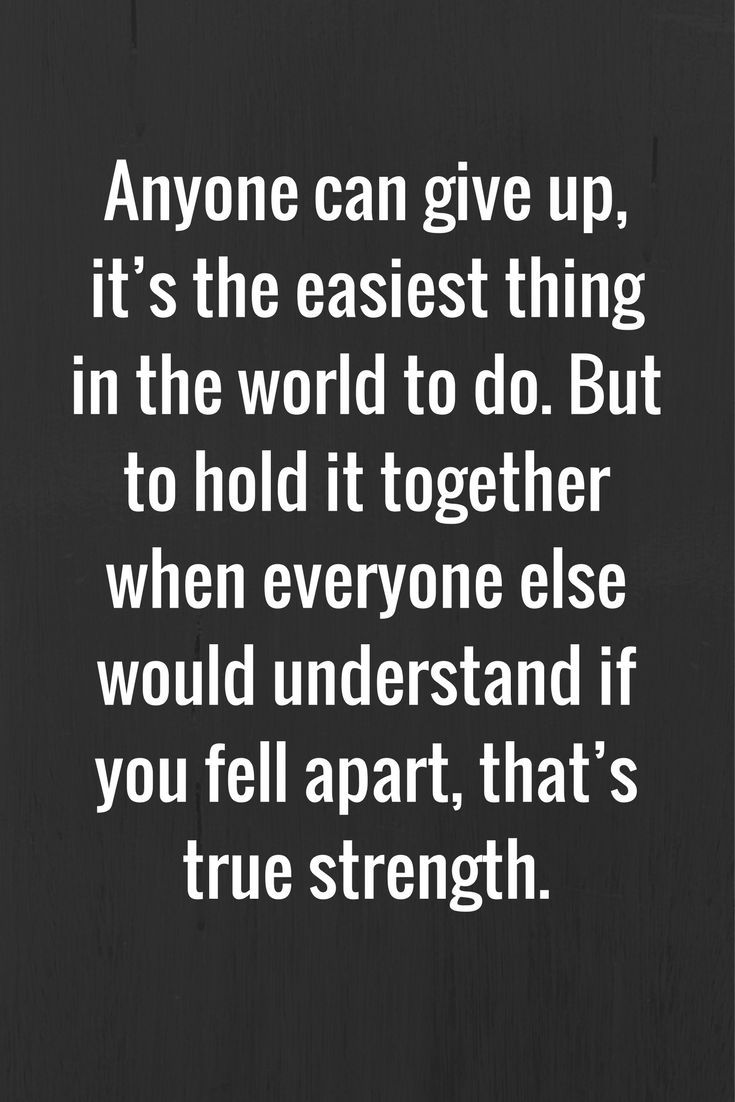 Anyone can give up,
it’s the easiest thing
in the world to do. But
to hold it together
when everyone else
would understand if
you fell apart, that’s
true strength.